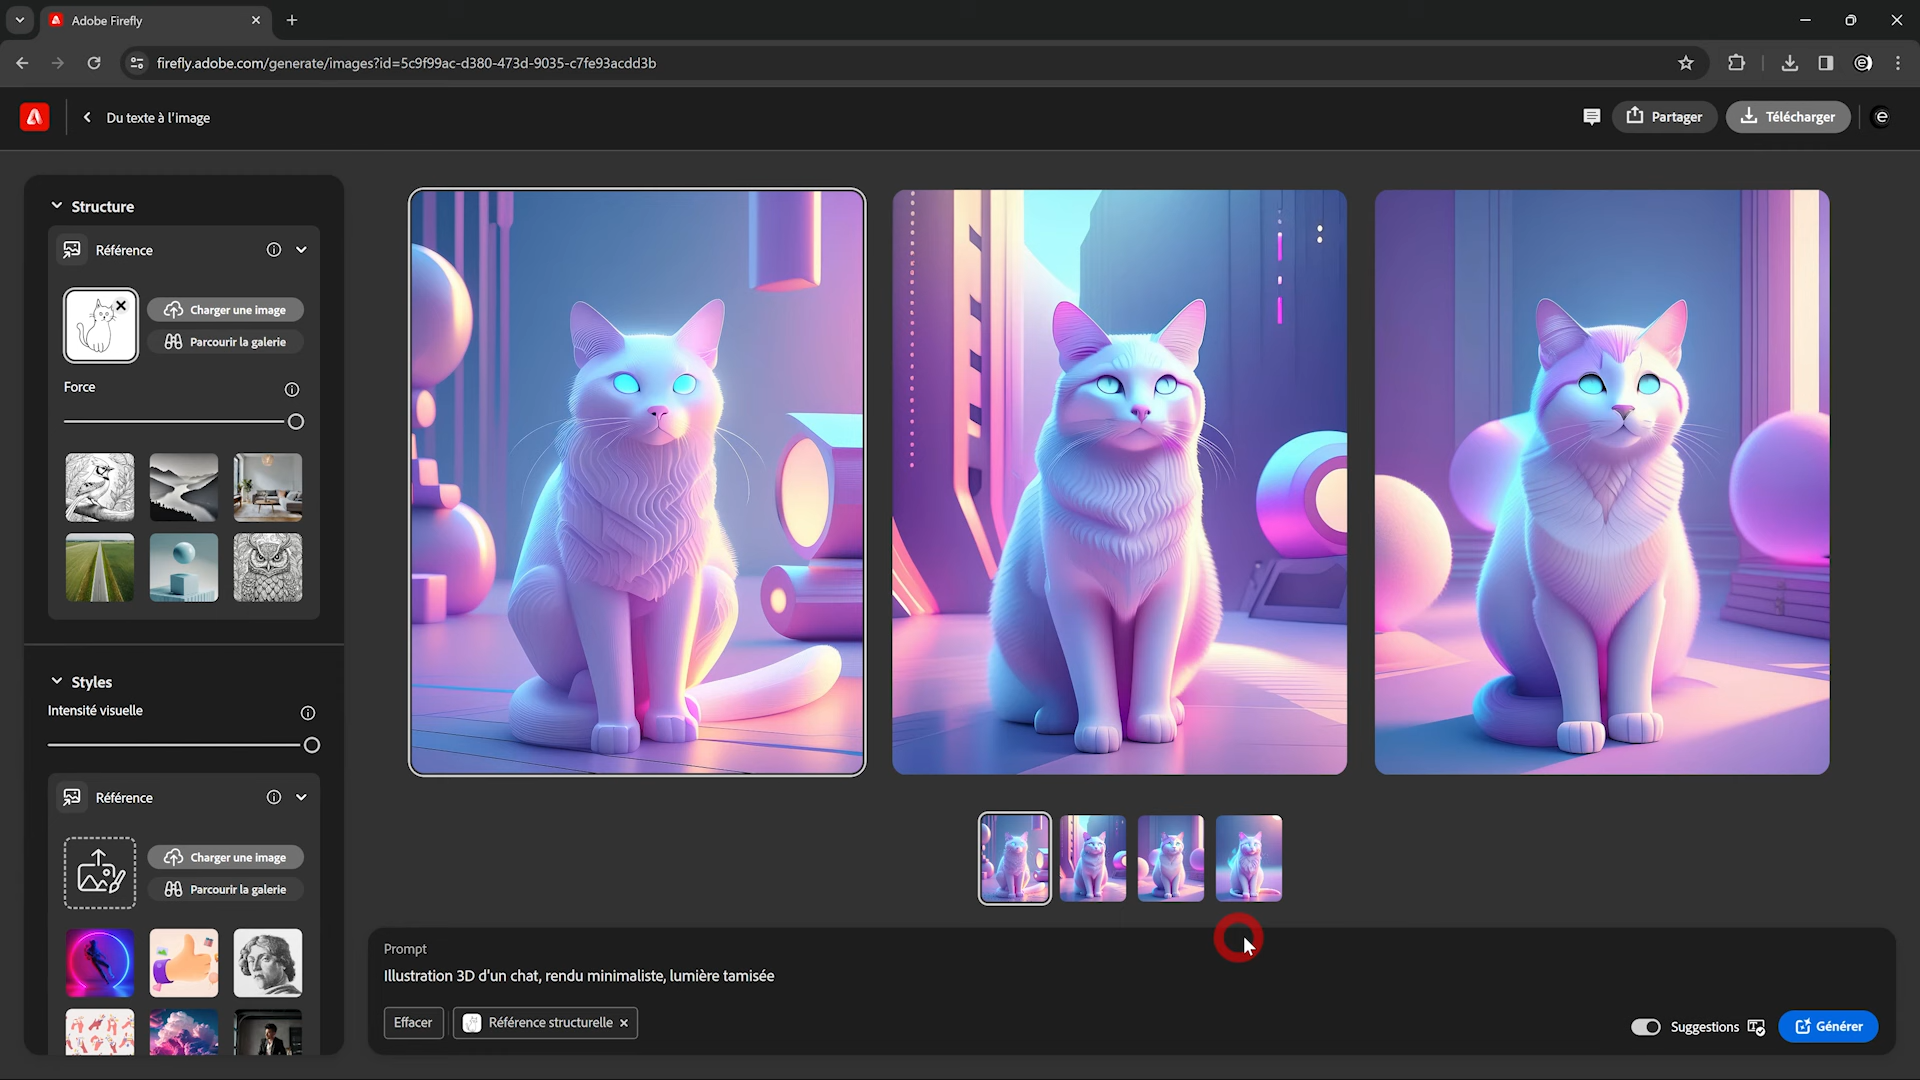 Adobe Firefly
firefly.adobe.com/generate/images?id=5c9f99ac-d380-473d-9035-c7fe93acdd3b
Du texte à l'image
Partager
Télécharger
Structure
Référence
Charger une image
Parcourir la galerie
Force
Styles
Intensité visuelle
Référence
Charger une image
Parcourir la galerie
Prompt
Illustration 3D d'un chat, rendu minimaliste, lumière tamisée
Effacer
Référence structurelle
Suggestions
Générer